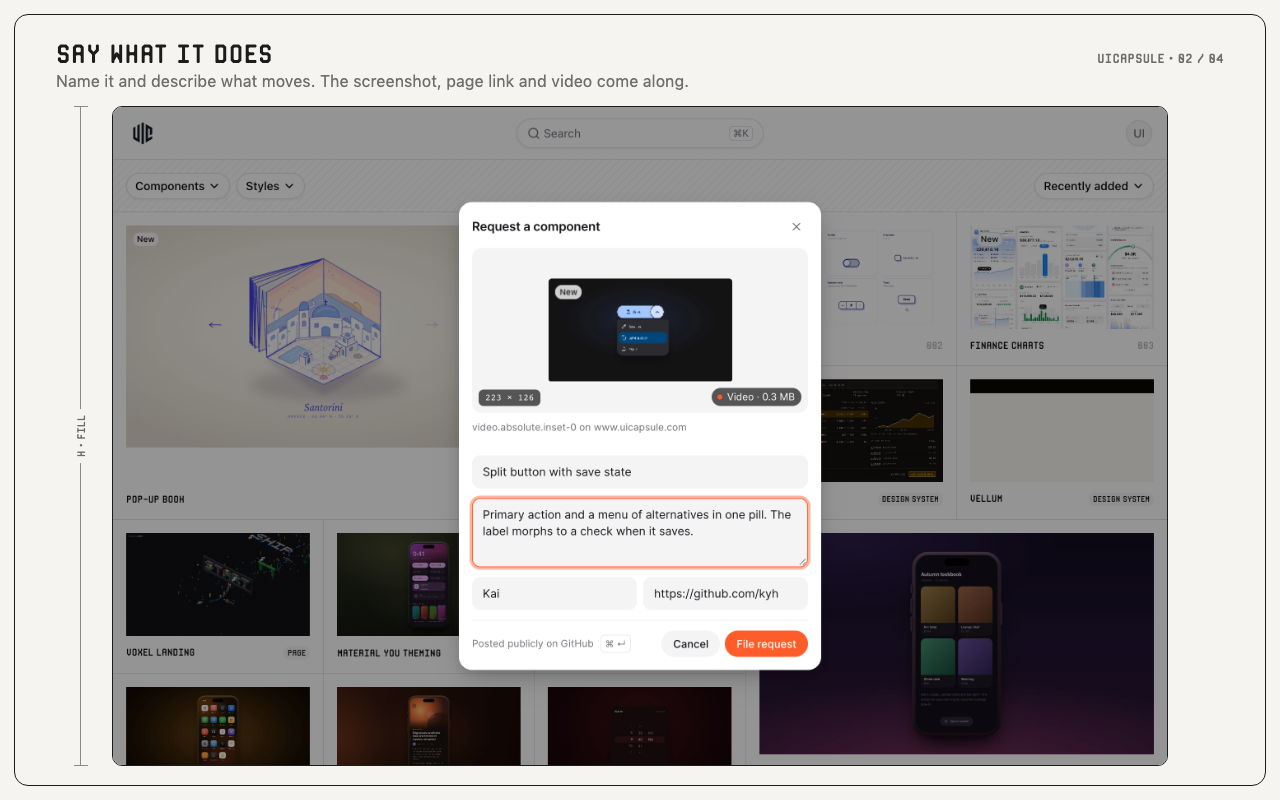 SAY WHAT IT DOES
UICAPSULE • 02 / 04
Name it and describe what moves. The screenshot, page link and video come along.
H • FILL
UIC
Search
⌘K
UI
Components
Styles
Recently added
New
Santorini
POP-UP BOOK
Request a component
New
223 × 126
Video · 0.3 MB
video.absolute.inset-0 on www.uicapsule.com
Split button with save state
Primary action and a menu of alternatives in one pill. The
label morphs to a check when it saves.
Kai
https://github.com/kyh
Posted publicly on GitHub
⌘ ↵
Cancel
File request
002
New
FINANCE CHARTS
003
DESIGN SYSTEM
VELLUM
DESIGN SYSTEM
VOXEL LANDING
PAGE
9:41
MATERIAL YOU THEMING
Autumn lookbook